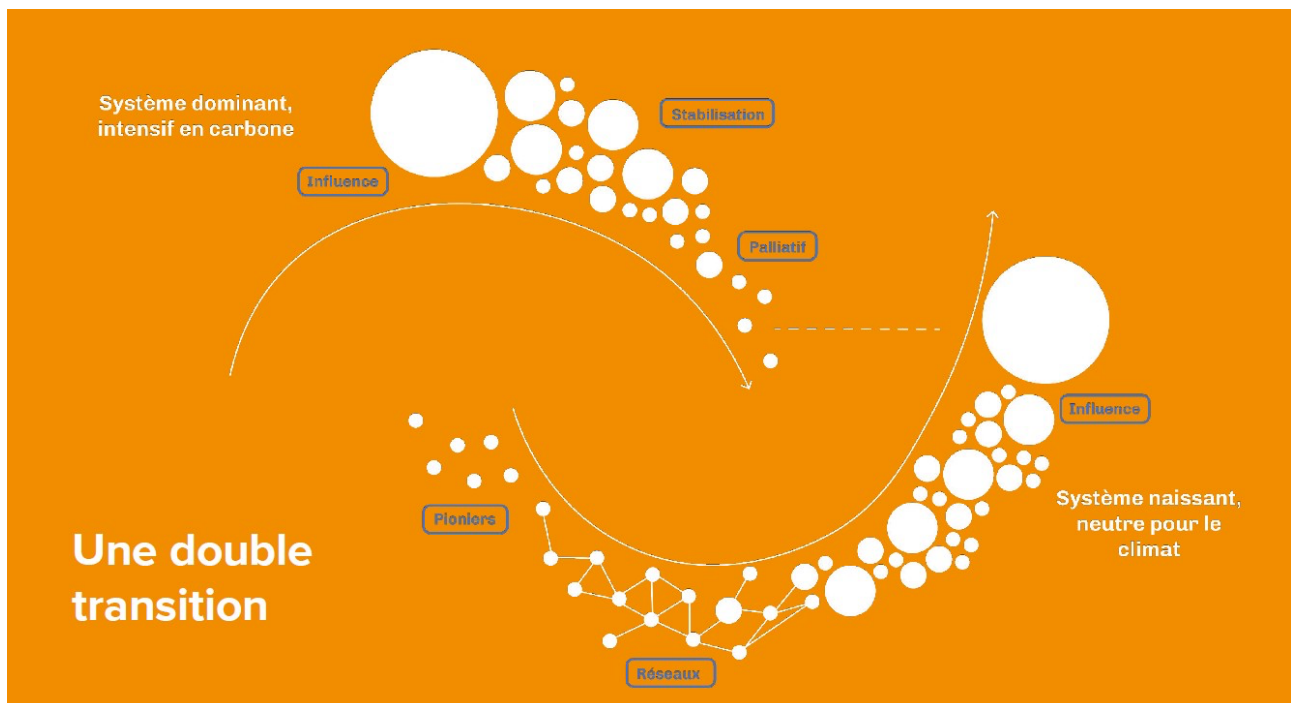 Système dominant,
intensif en carbone
Stabilisation
Influence
Palliatif
Influence
Pioniers
Système naissant,
neutre pour le
climat
Une double
transition
Réseaux